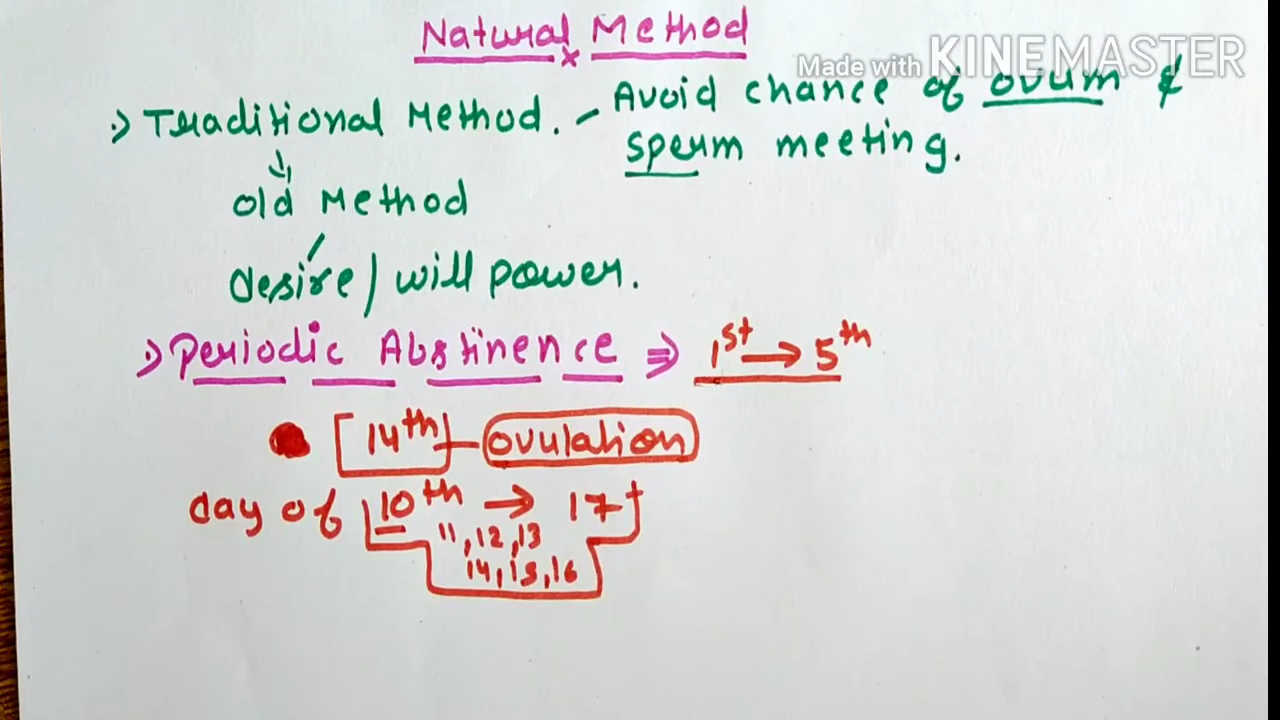 Natural Method
Made with KINEMASTER
Traditional Method. - Avoid chance of ovum &
sperm meeting.
old Method
desire / will power.
Periodic Abstinence ⇒ 1st → 5th
14th - ovulation
day of 10th → 17t
11, 12, 13
14, 15, 16